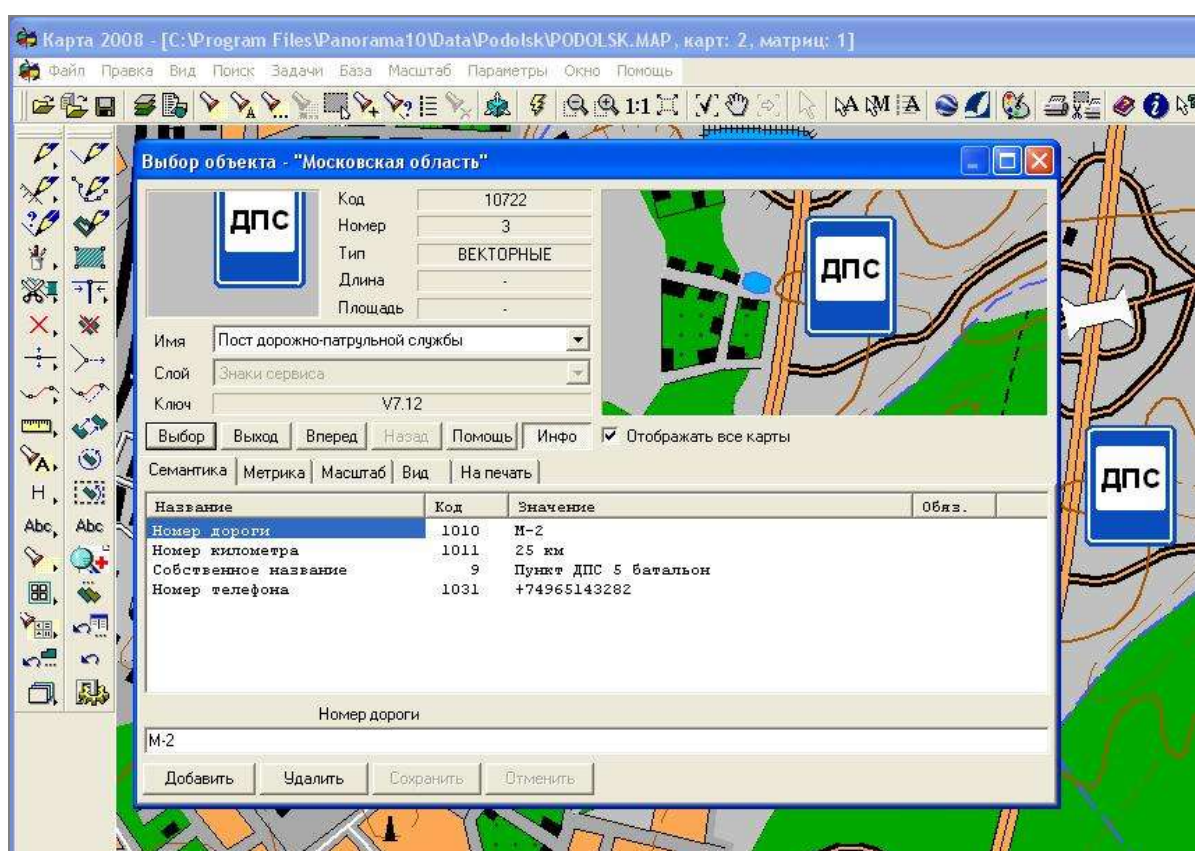 Карта 2008 - [C:\Program Files\Panorama10\Data\Podolsk\PODOLSK.MAP, карт: 2, матриц: 1]
Файл Правка Вид Поиск Задачи База Масштаб Параметры Окно Помощь
1:1 A M A
Выбор объекта - "Московская область"
ДПС
Код 10722
Номер 3
Тип ВЕКТОРНЫЕ
Длина -
Площадь -
ДПС
Имя Пост дорожно-патрульной службы
Слой Знаки сервиса
Ключ V7.12
Выбор Выход Вперед Назад Помощь Инфо Отображать все карты
Семантика Метрика Масштаб Вид На печать
Название Код Значение Обяз.
Номер дороги 1010 М-2
Номер километра 1011 25 км
Собственное название 9 Пункт ДПС 5 батальон
Номер телефона 1031 +74965143282
Номер дороги
М-2
Добавить Удалить Сохранить Отменить
A
H
Abc Abc
ДПС